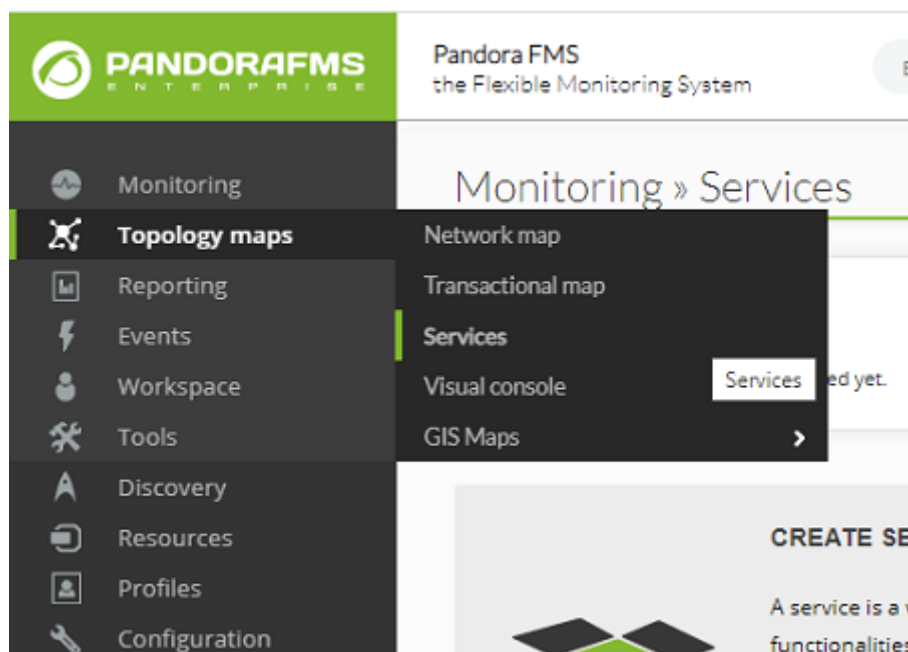 PANDORAFMS
ENTERPRISE
Pandora FMS
the Flexible Monitoring System
Monitoring » Services
Monitoring
Topology maps
Reporting
Events
Workspace
Tools
Discovery
Resources
Profiles
Configuration
Network map
Transactional map
Services
Visual console
GIS Maps
Services
ed yet.
CREATE SE
A service is a
functionalities